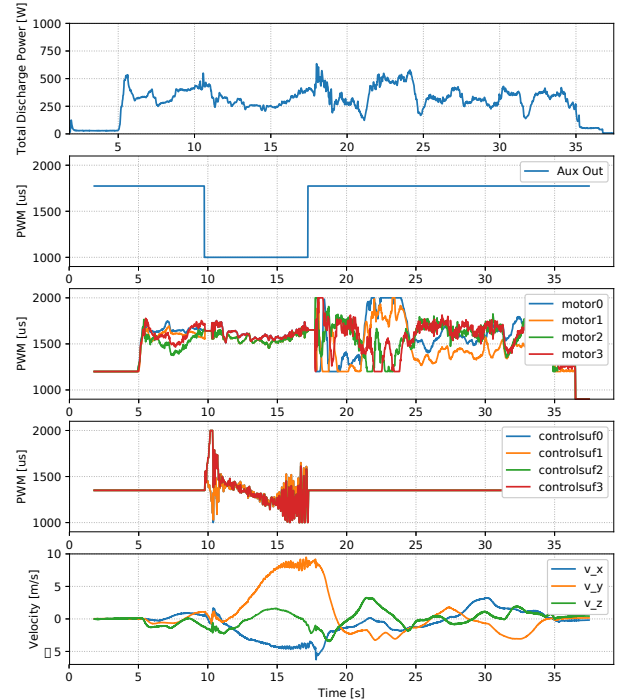 Total Discharge Power [W]
1000
750
500
250
0
5 10 15 20 25 30 35
PWM [us]
2000
1500
1000
Aux Out
0 5 10 15 20 25 30 35
PWM [us]
2000
1500
1000
motor0
motor1
motor2
motor3
0 5 10 15 20 25 30 35
PWM [us]
2000
1500
1000
controlsuf0
controlsuf1
controlsuf2
controlsuf3
0 5 10 15 20 25 30 35
Velocity [m/s]
10
5
0
▯5
v_x
v_y
v_z
0 5 10 15 20 25 30 35
Time [s]